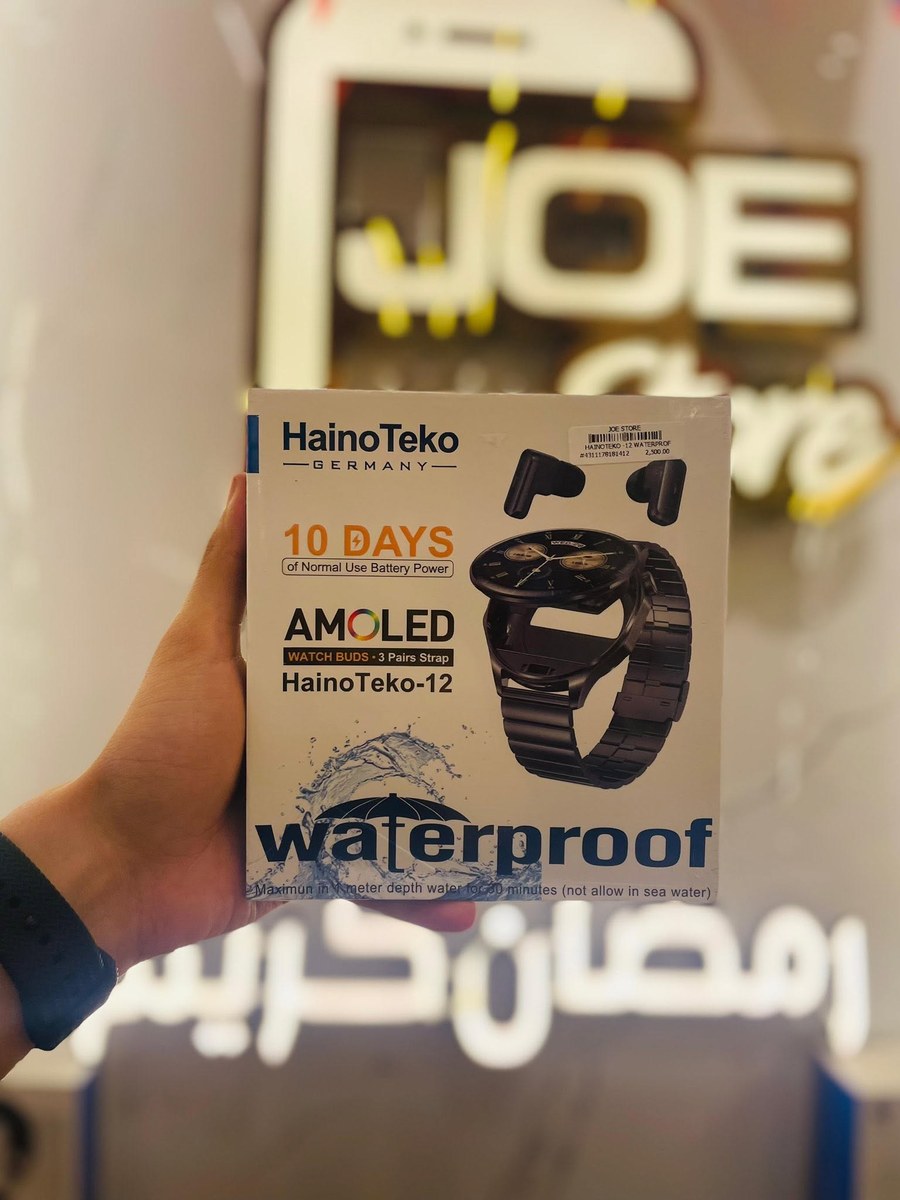 JOE
Store
HainoTeko
GERMANY
JOE STORE
HAINOTEKO -12 WATERPROF
#4311178181412 2,500.00
10 DAYS
of Normal Use Battery Power
AMOLED
WATCH BUDS • 3 Pairs Strap
HainoTeko-12
waterproof
Maximun in 1 meter depth water for 30 minutes (not allow in sea water)
رمضان كريم